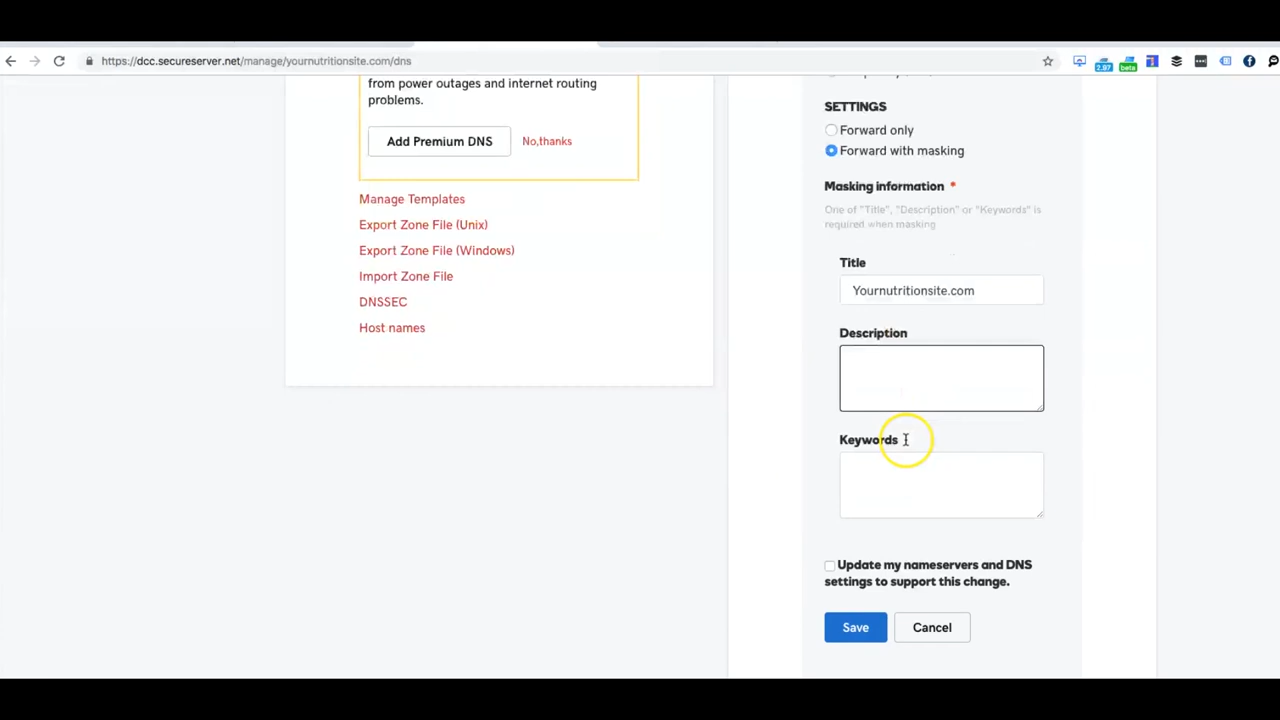 https://dcc.secureserver.net/manage/yournutritionsite.com/dns
2.97
beta
from power outages and internet routing
problems.
Add Premium DNS
No,thanks
Manage Templates
Export Zone File (Unix)
Export Zone File (Windows)
Import Zone File
DNSSEC
Host names
SETTINGS
Forward only
Forward with masking
Masking information *
One of "Title", "Description" or "Keywords" is
required when masking
Title
Yournutritionsite.com
Description
Keywords
Update my nameservers and DNS
settings to support this change.
Save
Cancel